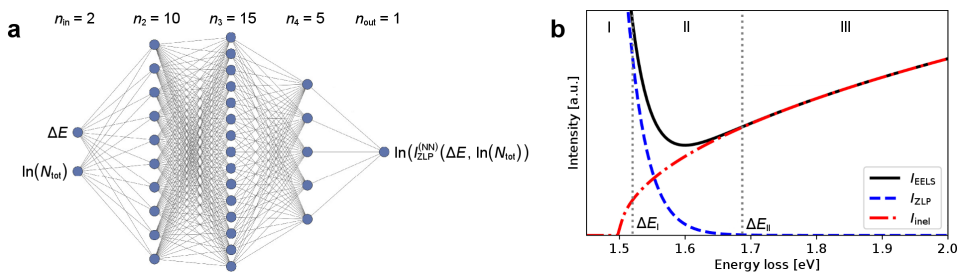 a
n_in = 2 n_2 = 10 n_3 = 15 n_4 = 5 n_out = 1
ΔE
ln(N_tot)
ln(I_ZLP^(NN)(ΔE, ln(N_tot)))
b
I II III
Intensity [a.u.]
ΔE_I ΔE_II
I_EELS
I_ZLP
I_inel
1.5 1.6 1.7 1.8 1.9 2.0
Energy loss [eV]